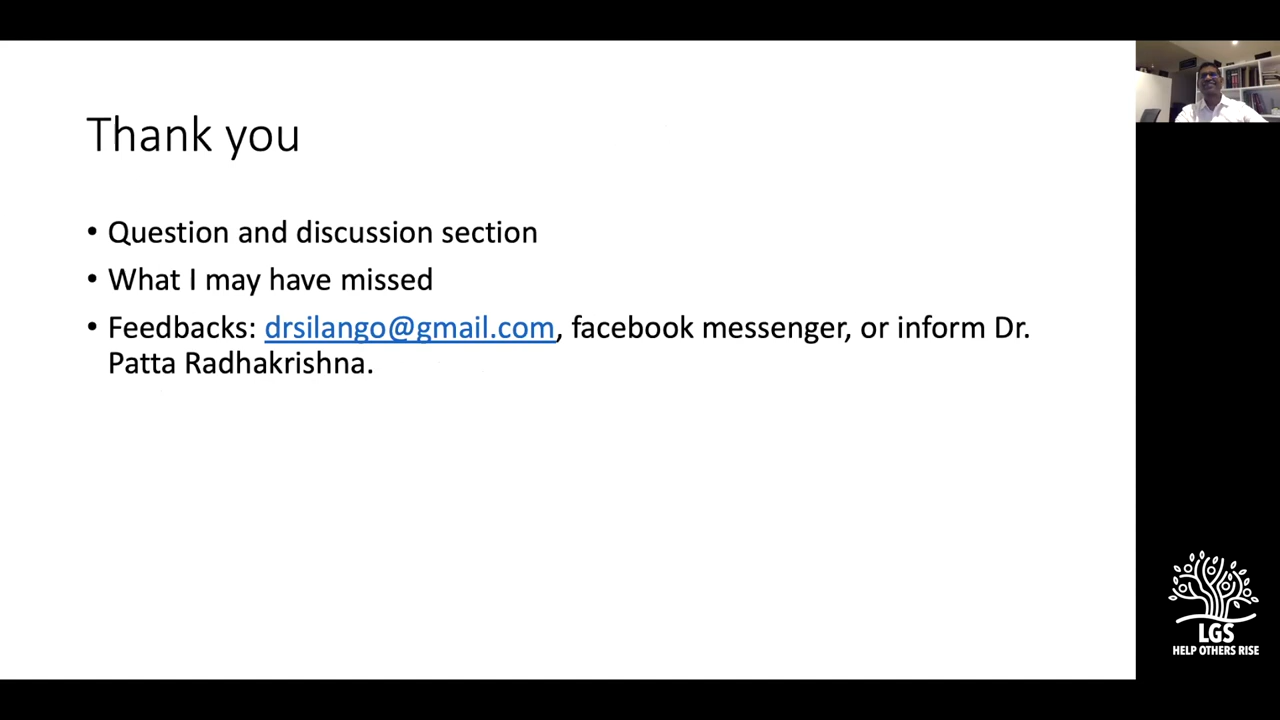 Thank you
• Question and discussion section
• What I may have missed
• Feedbacks: drsilango@gmail.com, facebook messenger, or inform Dr.
Patta Radhakrishna.
LGS
HELP OTHERS RISE